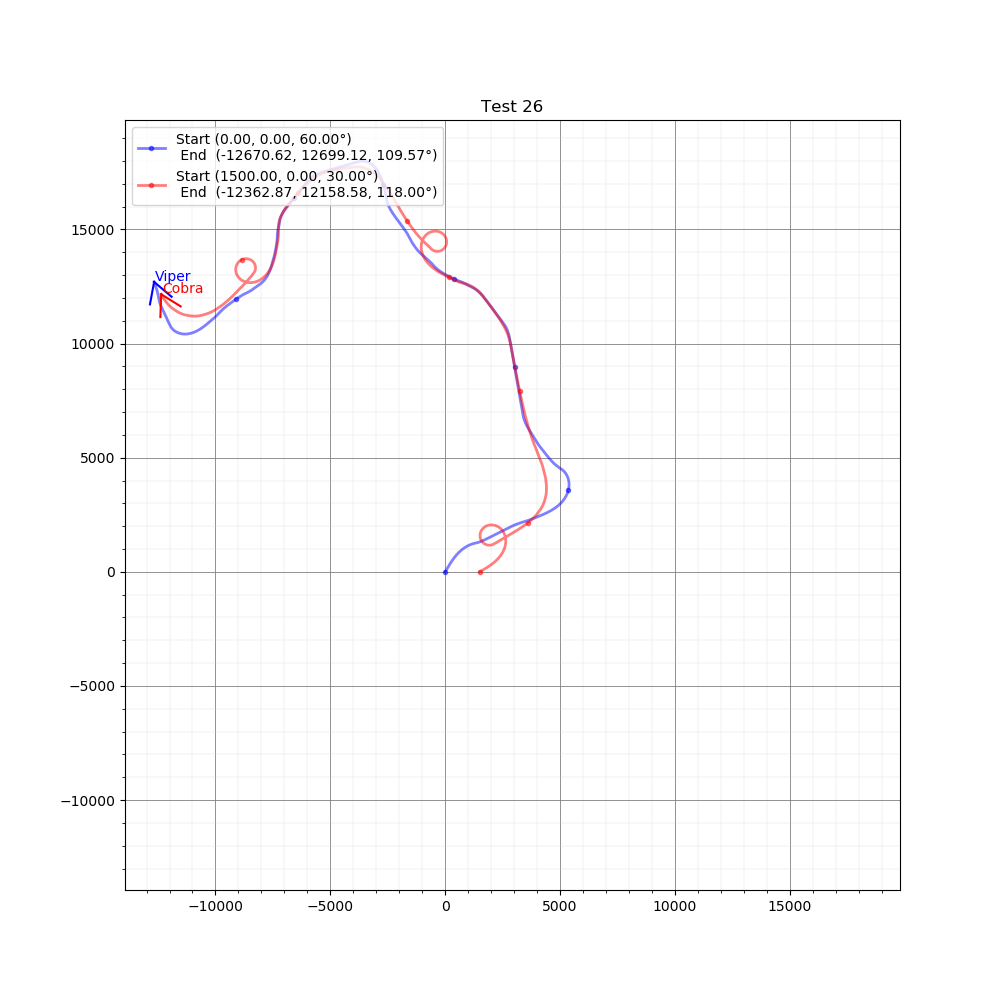 Test 26
Start (0.00, 0.00, 60.00°)
End (-12670.62, 12699.12, 109.57°)
Start (1500.00, 0.00, 30.00°)
End (-12362.87, 12158.58, 118.00°)
15000
10000
5000
0
−5000
−10000
Viper
Cobra
−10000 −5000 0 5000 10000 15000